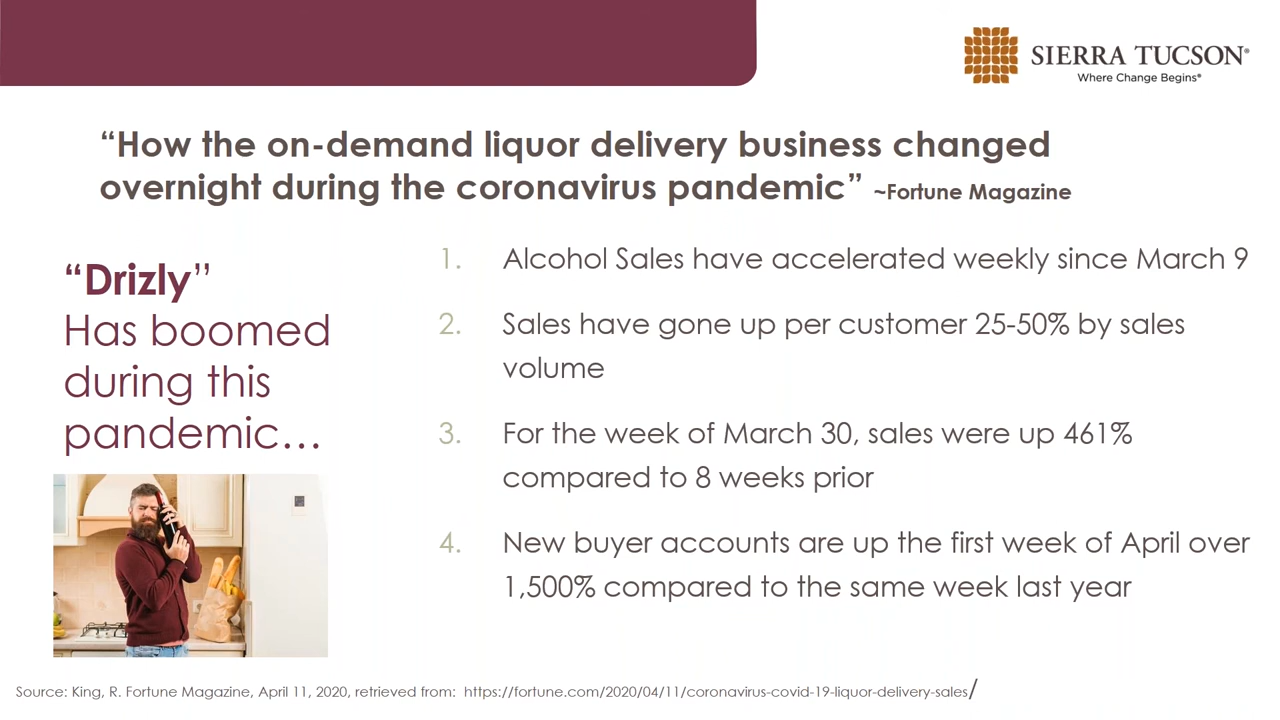 SIERRA TUCSON®
Where Change Begins®
“How the on-demand liquor delivery business changed
overnight during the coronavirus pandemic” ~Fortune Magazine
“Drizly”
Has boomed
during this
pandemic…
1. Alcohol Sales have accelerated weekly since March 9
2. Sales have gone up per customer 25-50% by sales
volume
3. For the week of March 30, sales were up 461%
compared to 8 weeks prior
4. New buyer accounts are up the first week of April over
1,500% compared to the same week last year
Source: King, R. Fortune Magazine, April 11, 2020, retrieved from: https://fortune.com/2020/04/11/coronavirus-covid-19-liquor-delivery-sales/